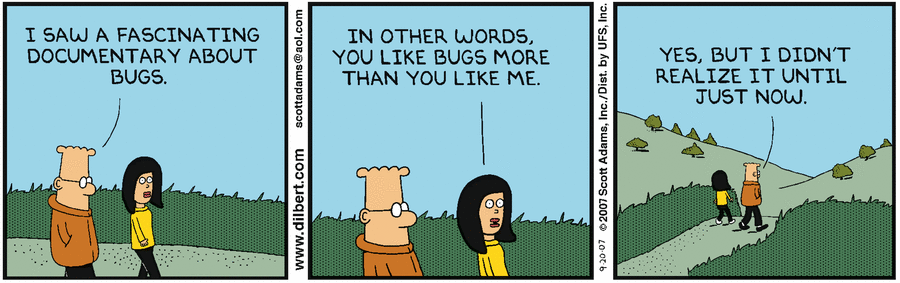 I SAW A FASCINATING
DOCUMENTARY ABOUT
BUGS.
www.dilbert.com scottadams@aol.com
IN OTHER WORDS,
YOU LIKE BUGS MORE
THAN YOU LIKE ME.
9-20-07 © 2007 Scott Adams, Inc./Dist. by UFS, Inc.
YES, BUT I DIDN'T
REALIZE IT UNTIL
JUST NOW.